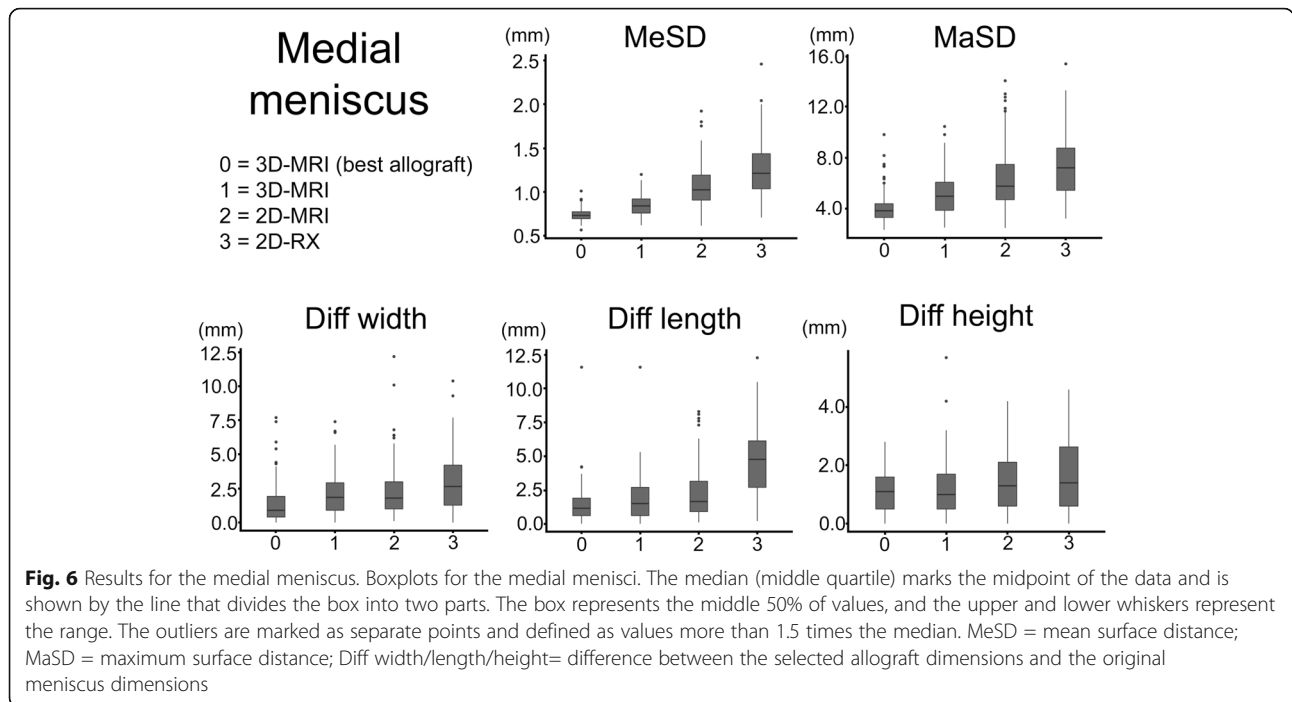 Medial
meniscus
0 = 3D-MRI (best allograft)
1 = 3D-MRI
2 = 2D-MRI
3 = 2D-RX
(mm)
MeSD
2.5
2.0
1.5
1.0
0.5
0 1 2 3
(mm)
MaSD
16.0
12.0
8.0
4.0
0 1 2 3
(mm)
Diff width
12.5
10.0
7.5
5.0
2.5
0.0
0 1 2 3
(mm)
Diff length
12.5
10.0
7.5
5.0
2.5
0.0
0 1 2 3
(mm)
Diff height
4.0
2.0
0.0
0 1 2 3
Fig. 6 Results for the medial meniscus. Boxplots for the medial menisci. The median (middle quartile) marks the midpoint of the data and is
shown by the line that divides the box into two parts. The box represents the middle 50% of values, and the upper and lower whiskers represent
the range. The outliers are marked as separate points and defined as values more than 1.5 times the median. MeSD = mean surface distance;
MaSD = maximum surface distance; Diff width/length/height= difference between the selected allograft dimensions and the original
meniscus dimensions